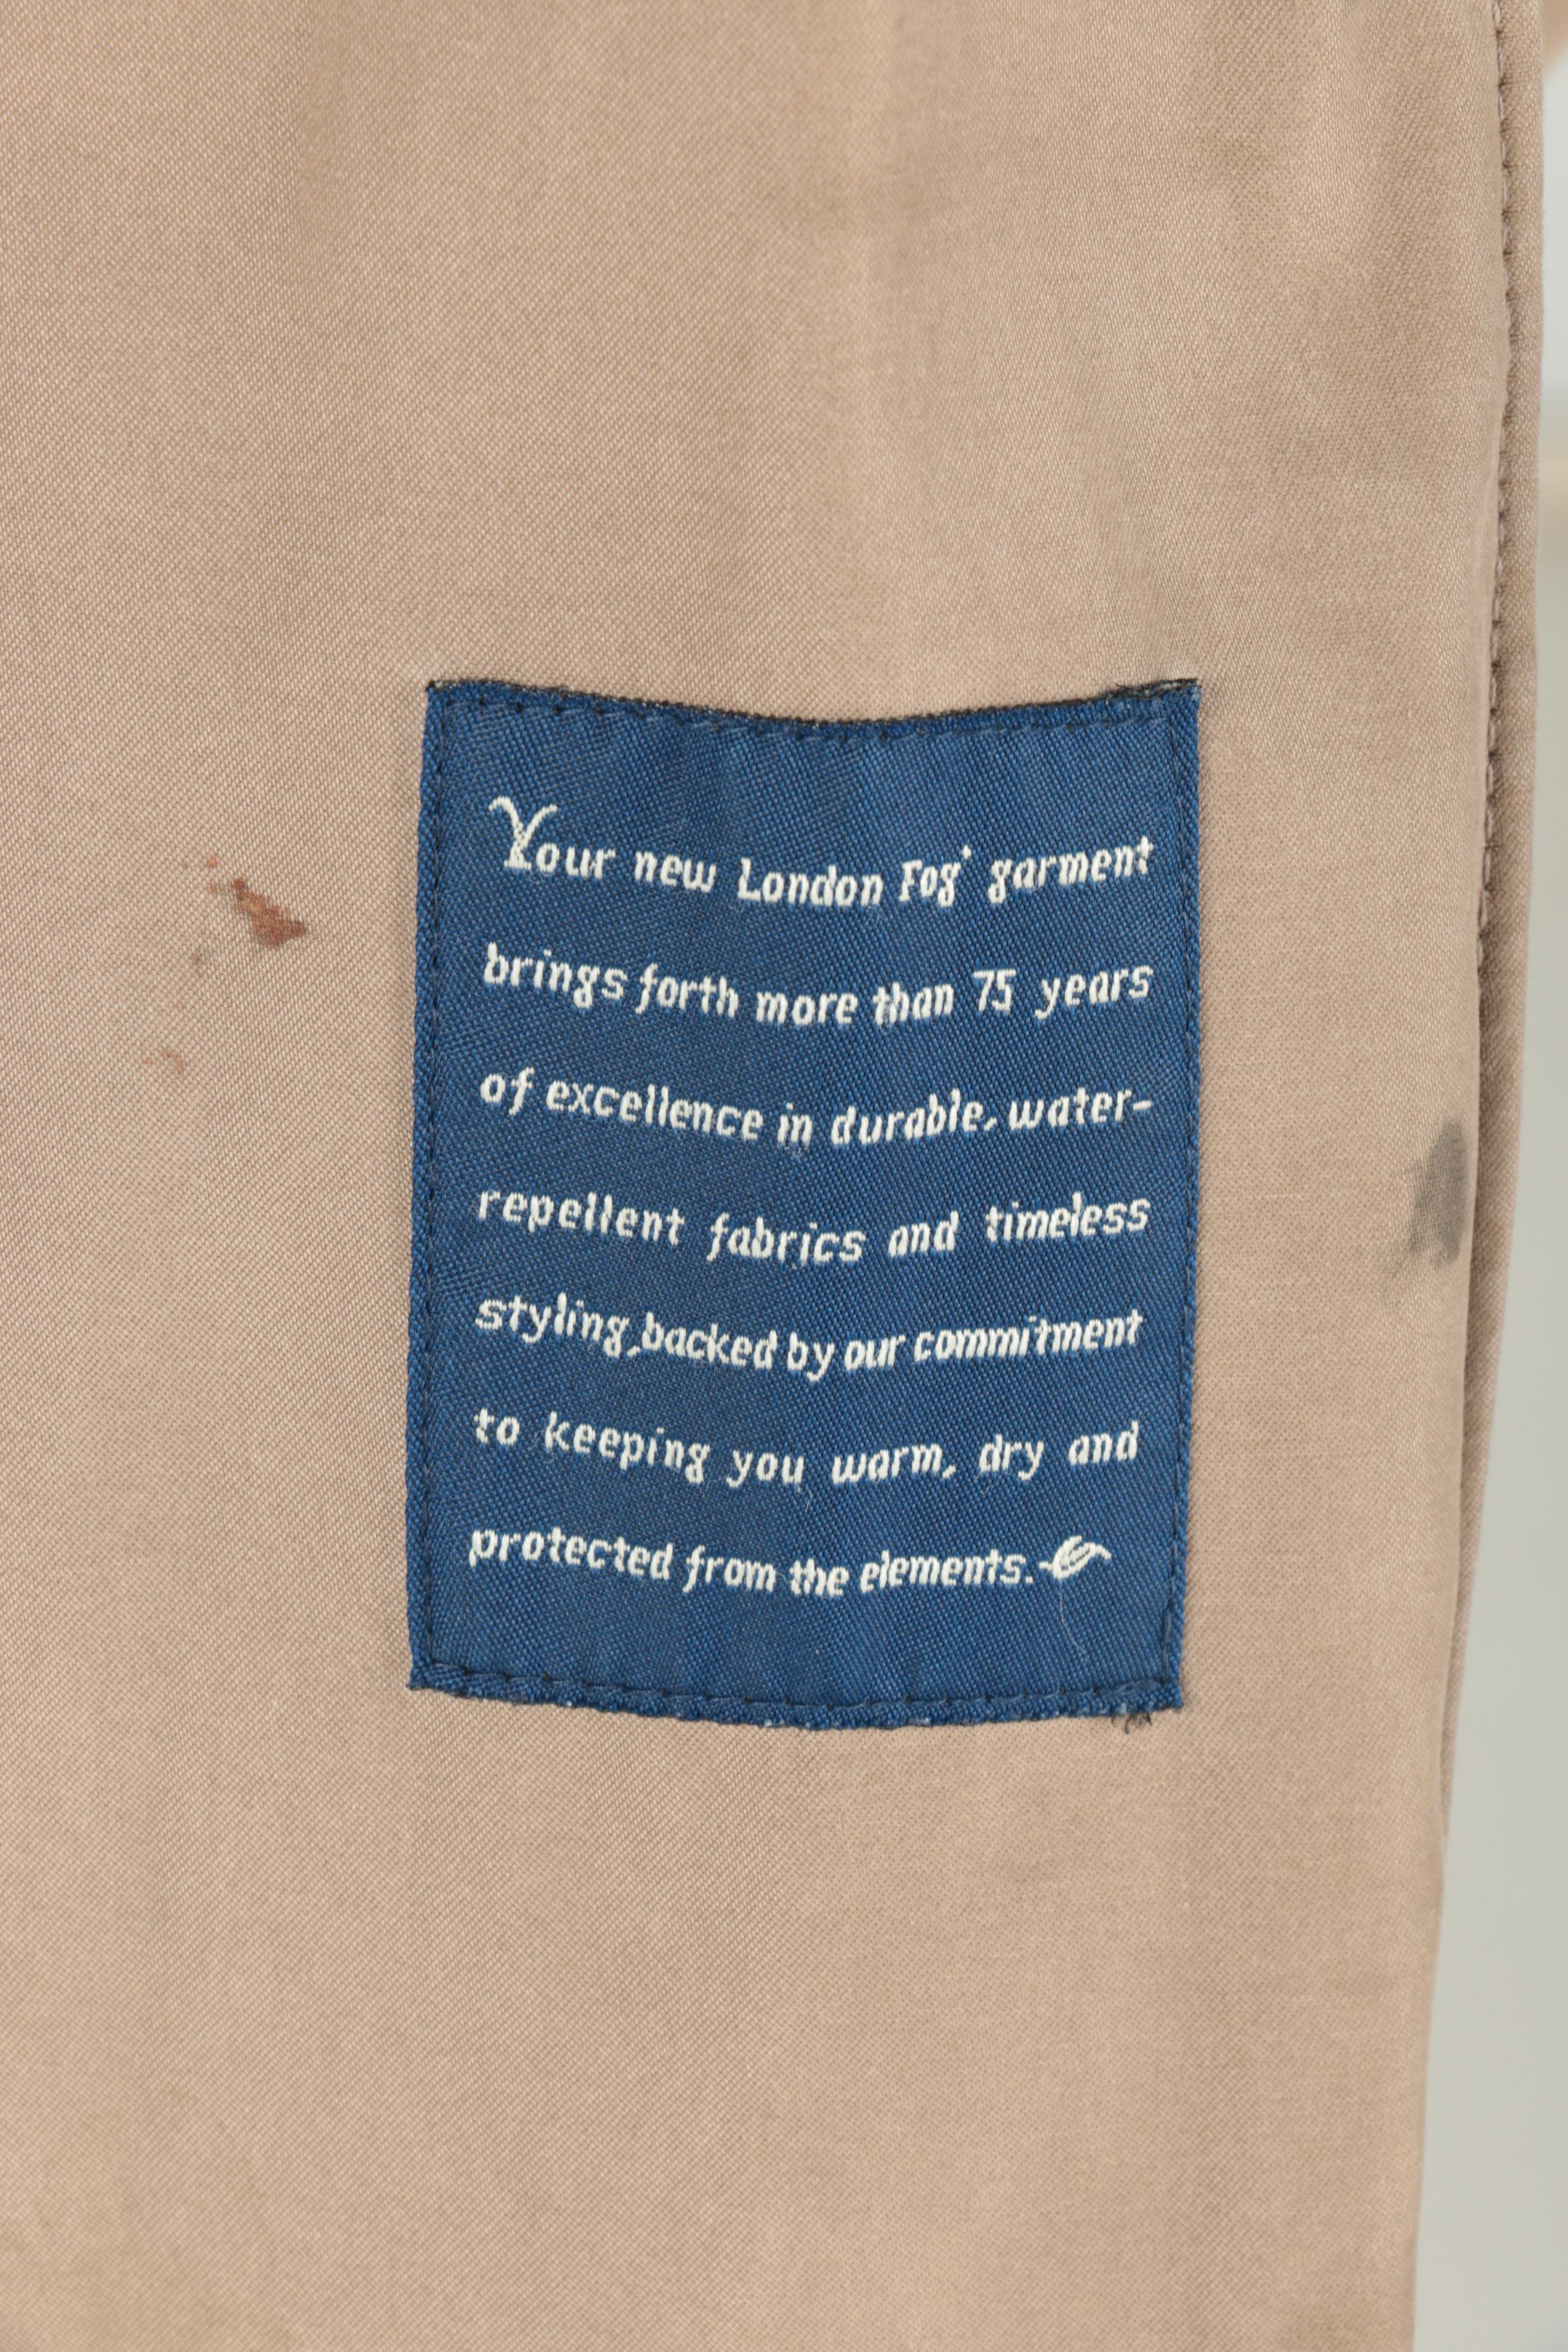 Your new London Fog® garment
brings forth more than 75 years
of excellence in durable, water-
repellent fabrics and timeless
styling, backed by our commitment
to keeping you warm, dry and
protected from the elements.